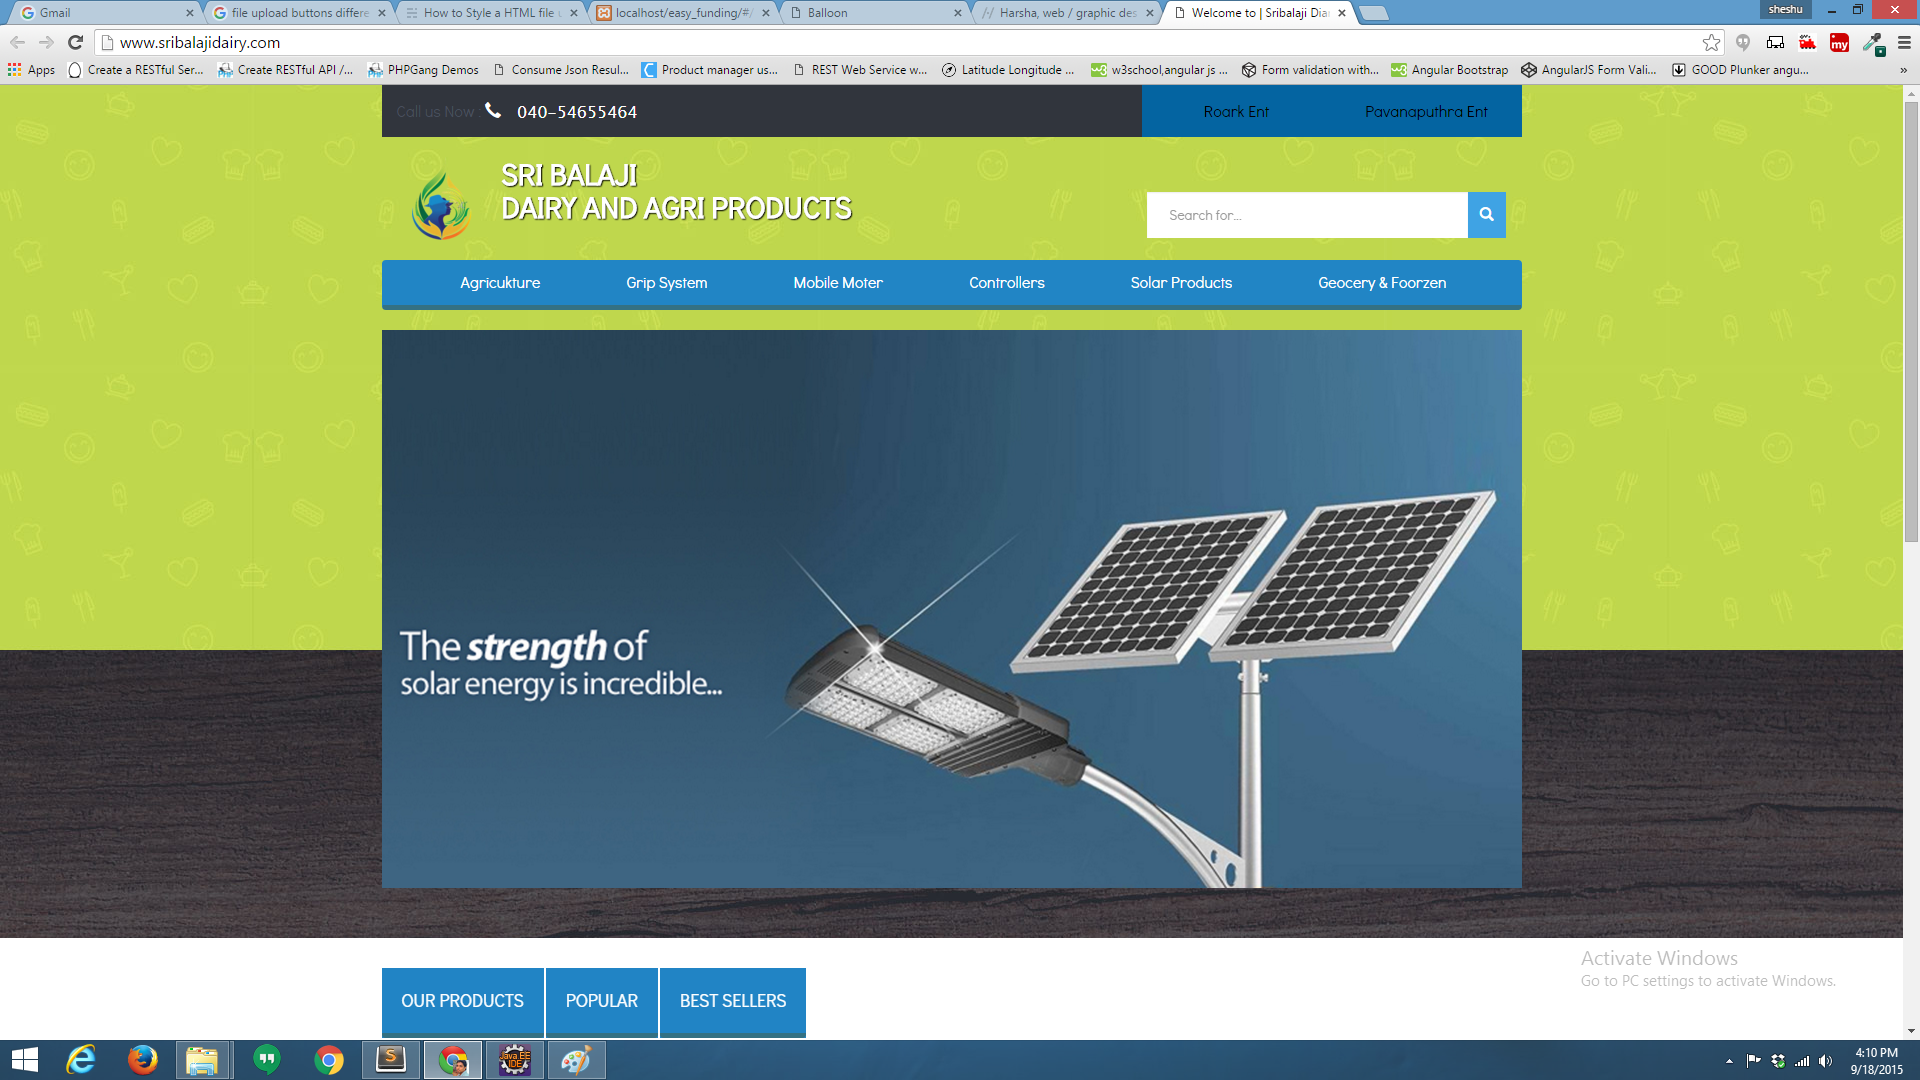 Gmail
file upload buttons differe
How to Style a HTML file u
localhost/easy_funding/#/
Balloon
Harsha, web / graphic des
Welcome to | Sribalaji Dia
sheshu
www.sribalajidairy.com
Apps
Create a RESTful Ser...
Create RESTful API /...
PHPGang Demos
Consume Json Resul...
Product manager us...
REST Web Service w...
Latitude Longitude ...
w3school,angular js ...
Form validation with...
Angular Bootstrap
AngularJS Form Vali...
GOOD Plunker angu...
»
Call us Now : 040-54655464
Roark Ent
Pavanaputhra Ent
SRI BALAJI
DAIRY AND AGRI PRODUCTS
Search for...
Agricukture
Grip System
Mobile Moter
Controllers
Solar Products
Geocery & Foorzen
The strength of
solar energy is incredible...
Activate Windows
Go to PC settings to activate Windows.
OUR PRODUCTS
POPULAR
BEST SELLERS
4:10 PM
9/18/2015